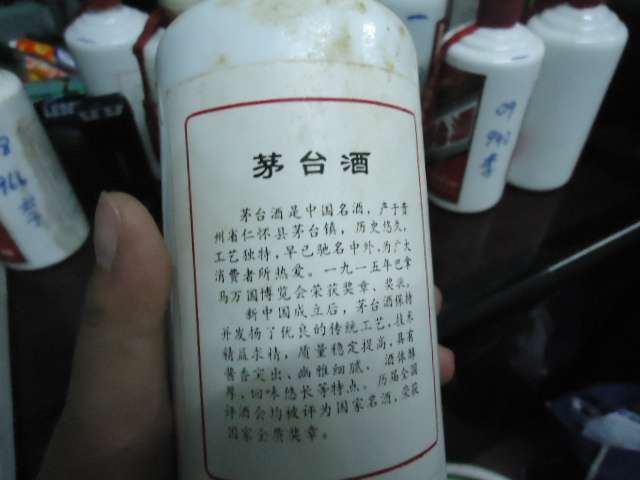 茅台酒
茅台酒是中国名酒，产于贵
州省仁怀县茅台镇，历史悠久，
工艺独特，早已驰名中外，为广大
消费者所热爱。一九一五年巴拿
马万国博览会荣获奖章、奖状。
新中国成立后，茅台酒保持
并发扬了优良的传统工艺，技术
精益求精，质量稳定提高，具有
酱香突出、幽雅细腻、酒体醇
厚、回味悠长等特点。历届全国
评酒会均被评为国家名酒，荣获
国家金质奖章。
09